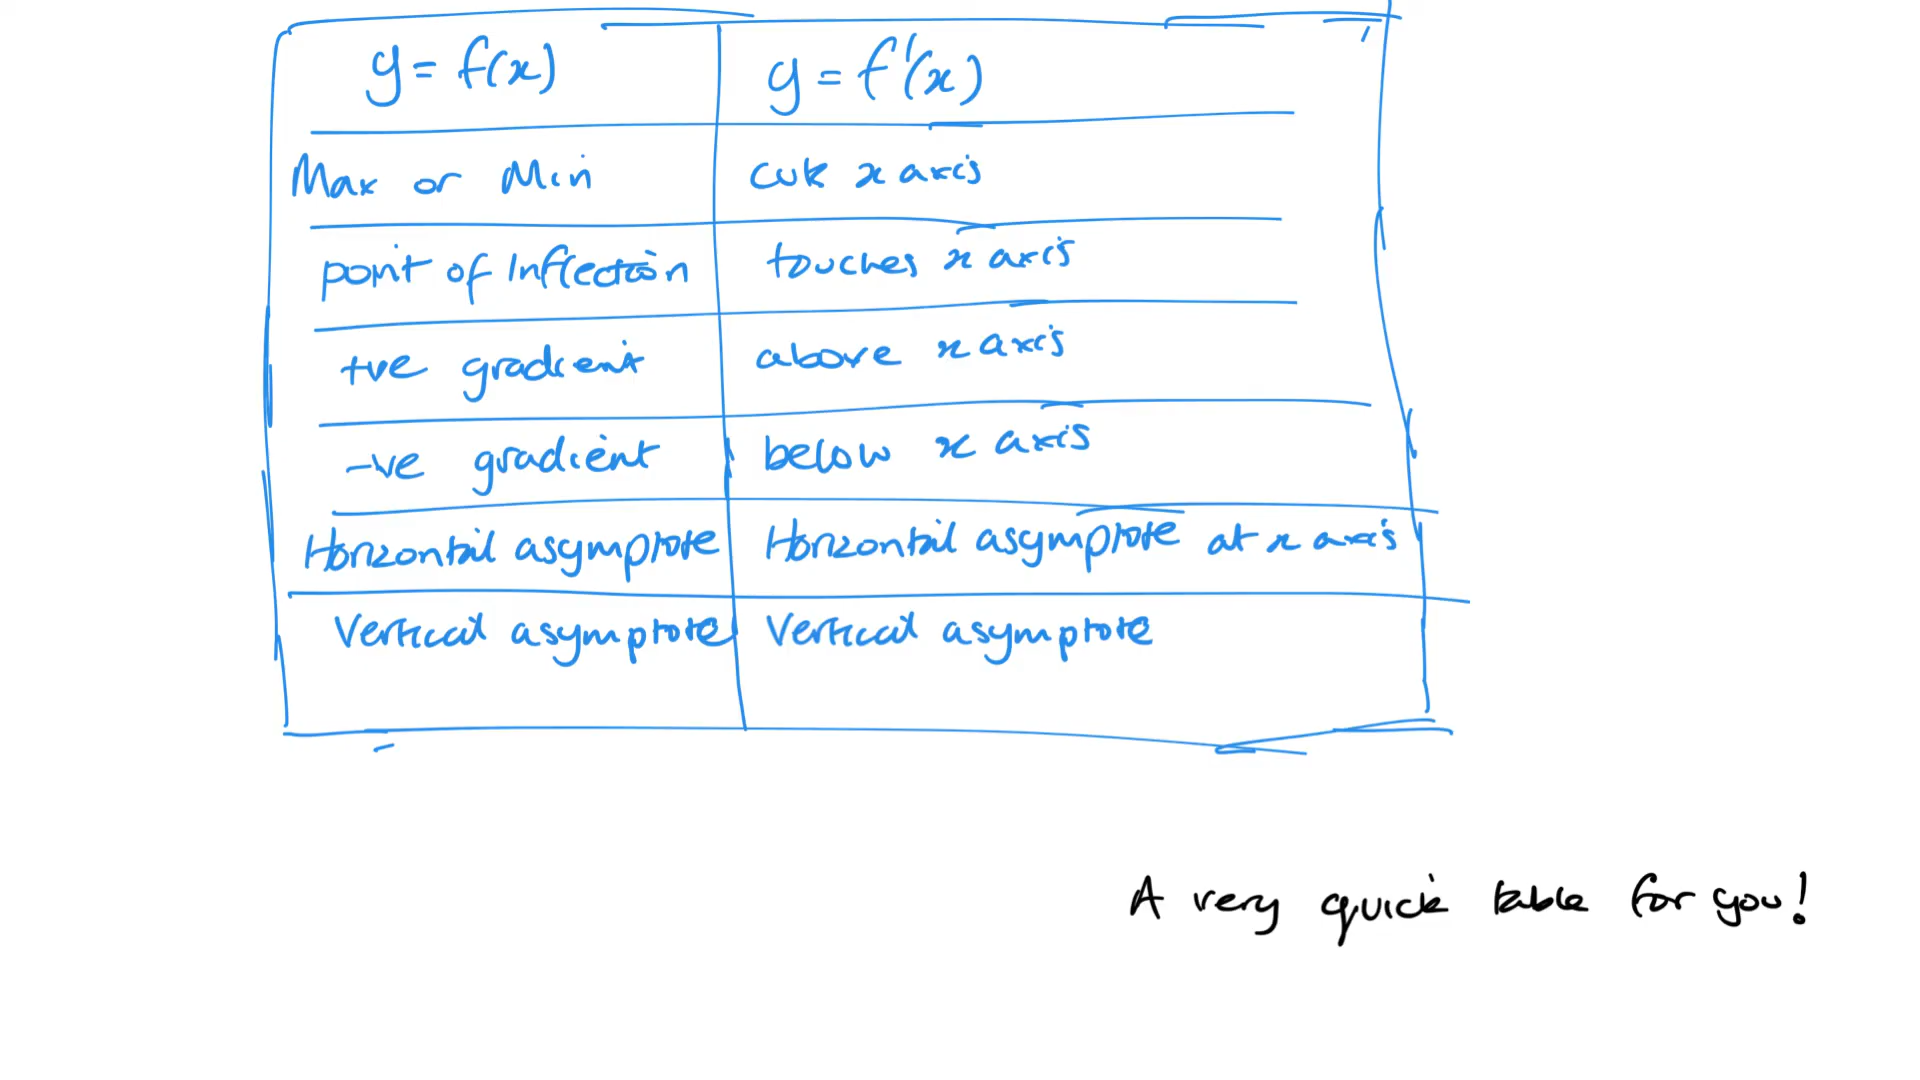 y = f(x) y = f'(x)
Max or Min cuts x axis
point of Inflection touches x axis
+ve gradient above x axis
-ve gradient below x axis
Horizontal asymptote Horizontal asymptote at x axis
Vertical asymptote Vertical asymptote
A very quick table for you!